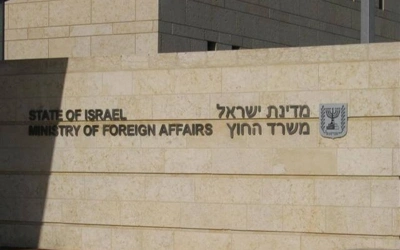 STATE OF ISRAEL
MINISTRY OF FOREIGN AFFAIRS
מדינת ישראל
משרד החוץ